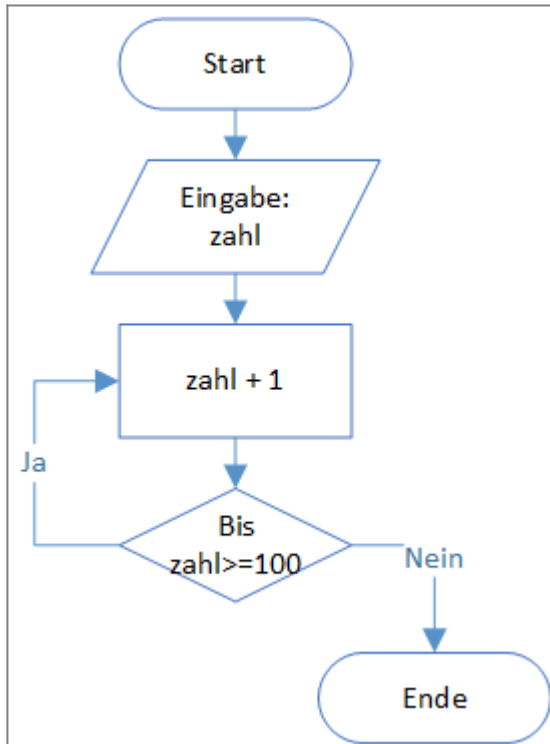 Start
Eingabe:
zahl
zahl + 1
Ja
Bis
zahl>=100
Nein
Ende